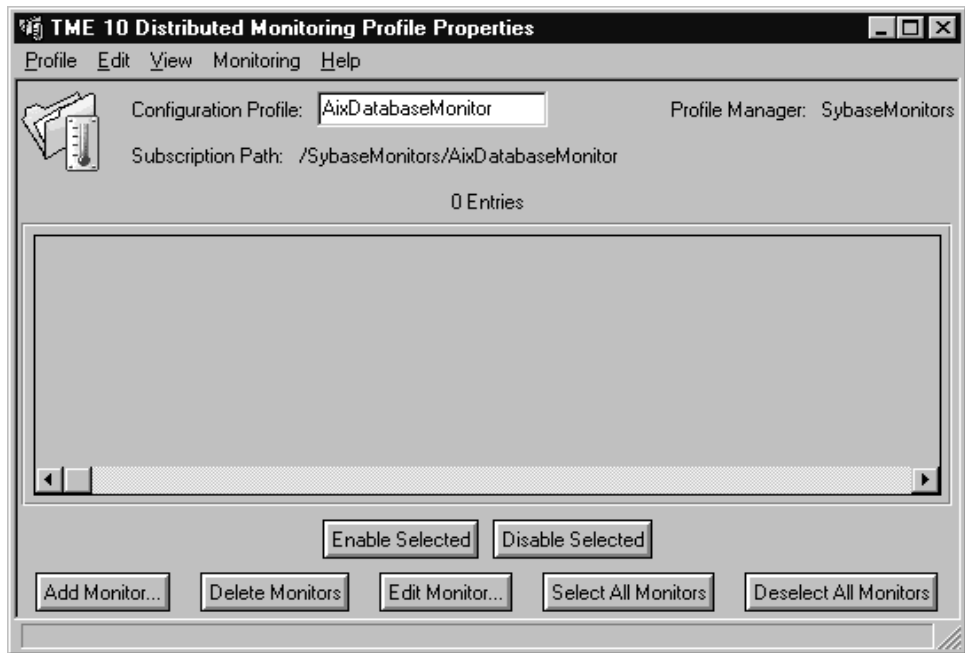 TME 10 Distributed Monitoring Profile Properties
Profile Edit View Monitoring Help
Configuration Profile: AixDatabaseMonitor Profile Manager: SybaseMonitors
Subscription Path: /SybaseMonitors/AixDatabaseMonitor
0 Entries
Enable Selected Disable Selected
Add Monitor... Delete Monitors Edit Monitor... Select All Monitors Deselect All Monitors